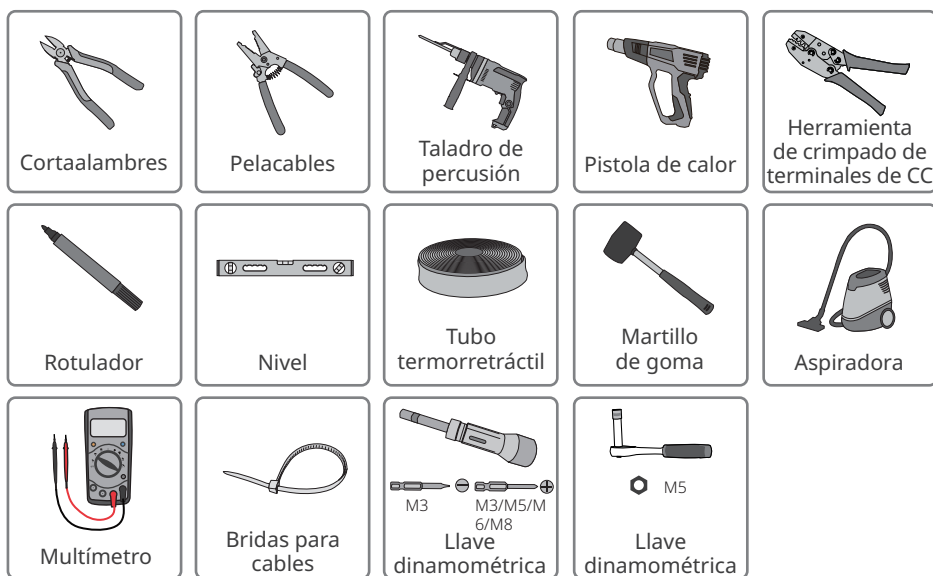 Cortaalambres
Pelacables
Taladro de
percusión
Pistola de calor
Herramienta
de crimpado de
terminales de CC
Rotulador
Nivel
Tubo
termorretráctil
Martillo
de goma
Aspiradora
Multímetro
Bridas para
cables
M3
M3/M5/M
6/M8
Llave
dinamométrica
M5
Llave
dinamométrica